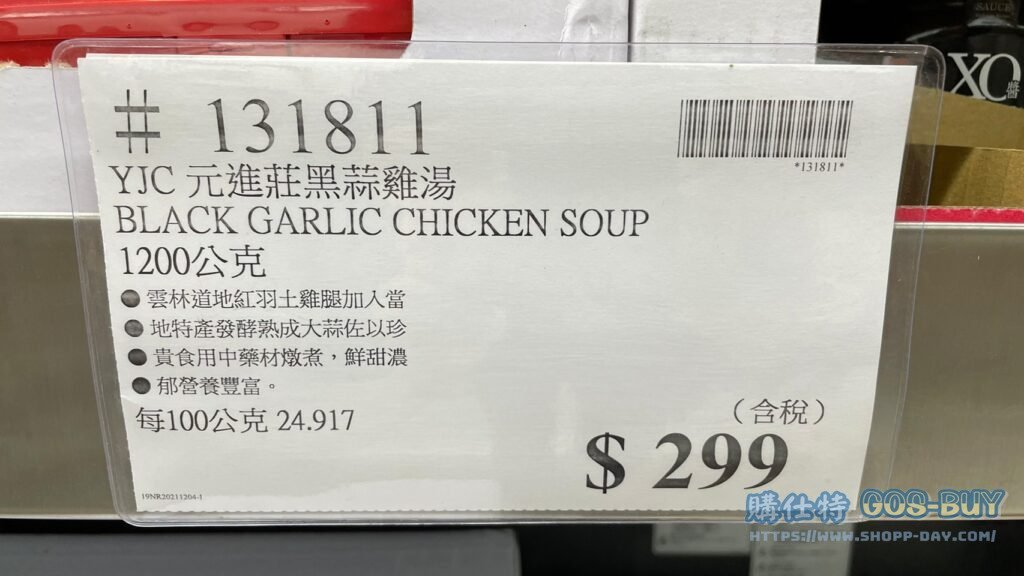 SAUCE
XO醬
# 131811
*131811*
YJC 元進莊黑蒜雞湯
BLACK GARLIC CHICKEN SOUP
1200公克
●雲林道地紅羽土雞腿加入當
●地特產發酵熟成大蒜佐以珍
●貴食用中藥材燉煮，鮮甜濃
●郁營養豐富。
每100公克 24.917
（含稅）
$ 299
19NR20211204-1
購仕特 GOS-BUY
HTTPS://WWW.SHOPP-DAY.COM/